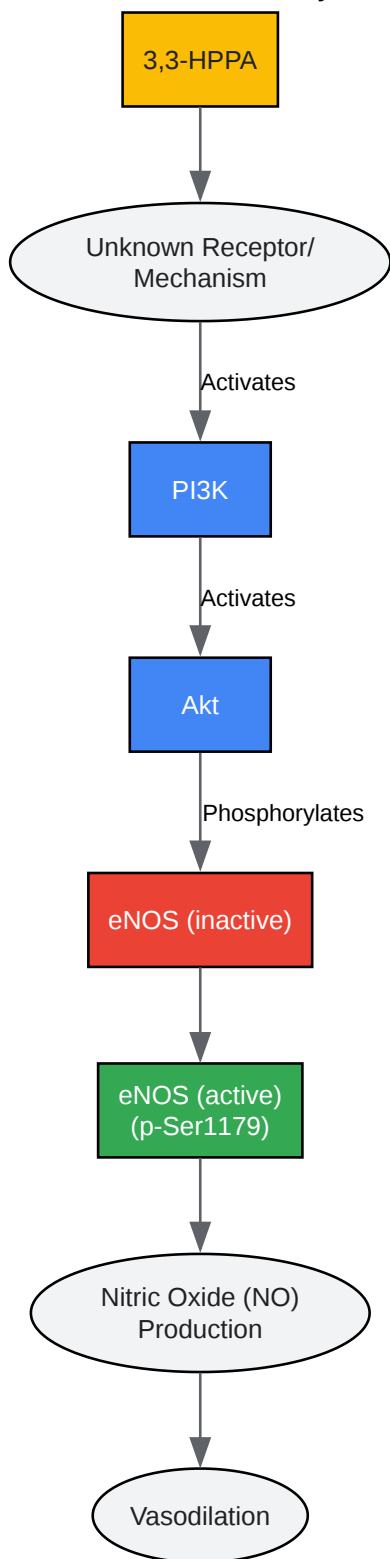 3,3-HPPA
Unknown Receptor/
Mechanism
Activates
PI3K
Activates
Akt
Phosphorylates
eNOS (inactive)
eNOS (active)
(p-Ser1179)
Nitric Oxide (NO)
Production
Vasodilation